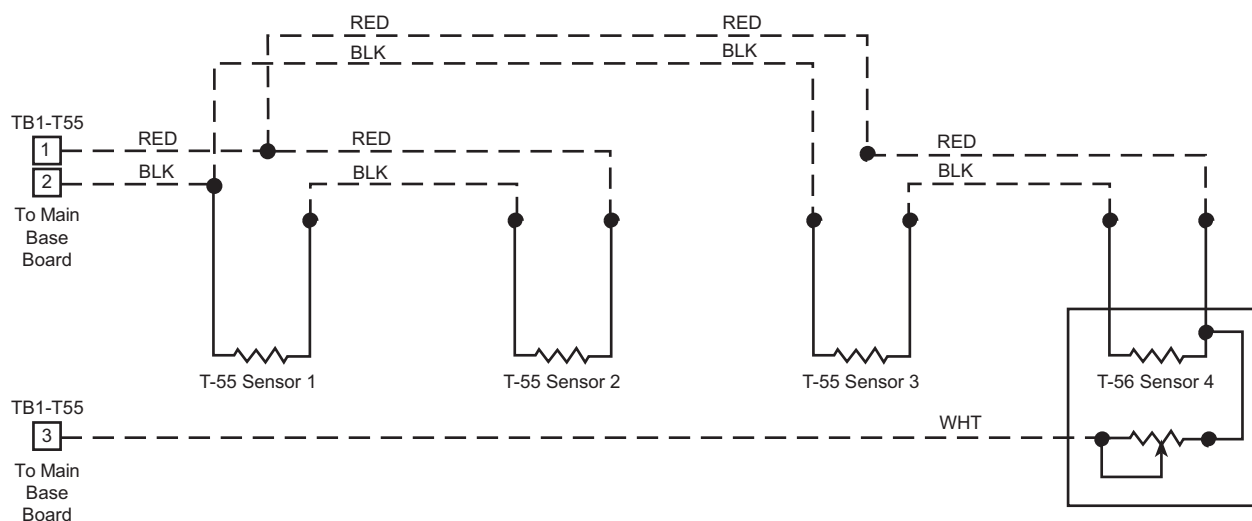 RED
BLK
BLK
TB1-T55
1
RED
RED
RED
2
BLK
BLK
BLK
To Main
Base
Board
T-55 Sensor 1
T-55 Sensor 2
T-55 Sensor 3
T-56 Sensor 4
TB1-T55
3
WHT
To Main
Base
Board